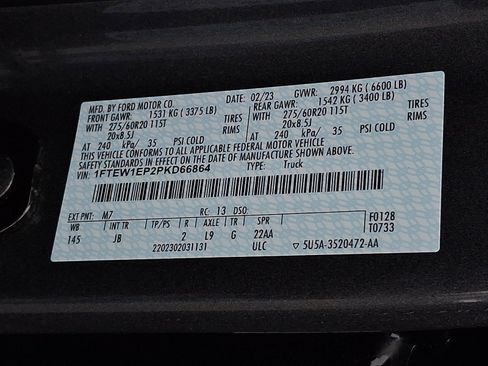 MFD. BY FORD MOTOR CO.
DATE: 02/23 GVWR: 2994 KG ( 6600 LB)
FRONT GAWR: 1531 KG ( 3375 LB) REAR GAWR: 1542 KG ( 3400 LB)
WITH 275/60R20 115T TIRES WITH 275/60R20 115T TIRES
20x8.5J RIMS 20x8.5J RIMS
AT 240 kPa/ 35 PSI COLD AT 240 kPa/ 35 PSI COLD
THIS VEHICLE CONFORMS TO ALL APPLICABLE FEDERAL MOTOR VEHICLE
SAFETY STANDARDS IN EFFECT ON THE DATE OF MANUFACTURE SHOWN ABOVE.
VIN: 1FTEW1EP2PKD66864 TYPE: Truck
EXT PNT: M7 RC: 13 DSO: F0128
WB INT TR TP/PS R AXLE TR SPR T0733
145 JB 2 L9 G 22AA
2202302031131 ULC 5U5A-3520472-AA